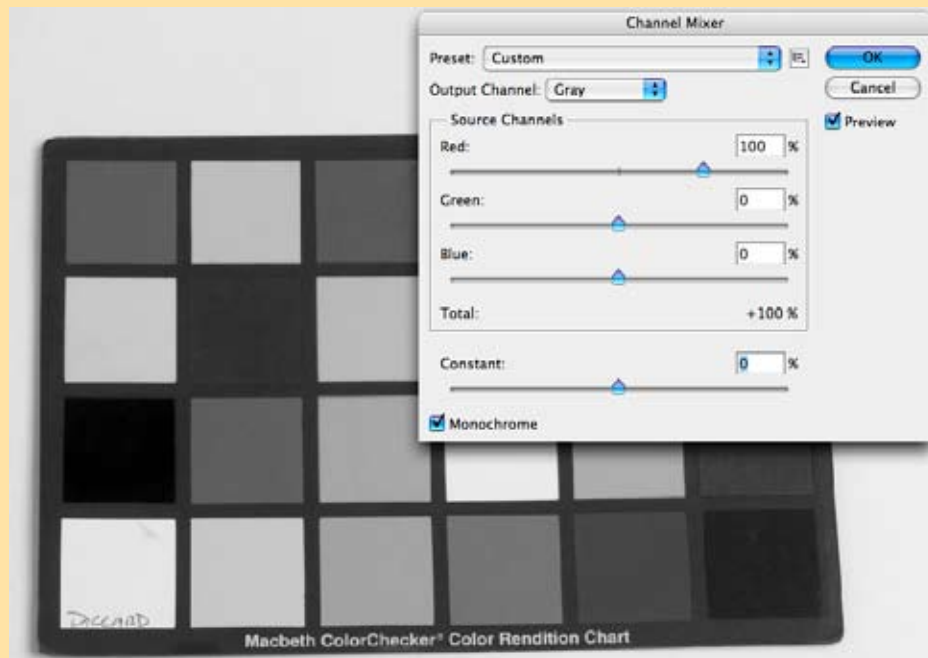 Channel Mixer
Preset: Custom
OK
Output Channel: Gray
Cancel
Source Channels
Preview
Red: 100 %
Green: 0 %
Blue: 0 %
Total: +100 %
Constant: 0 %
Monochrome
Macbeth ColorChecker® Color Rendition Chart